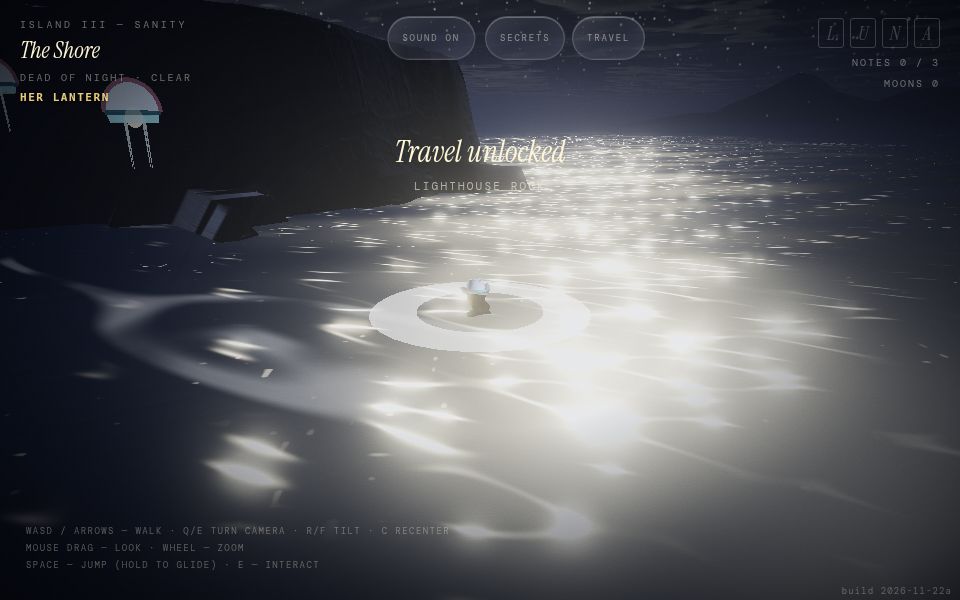 ISLAND III — SANITY
The Shore
DEAD OF NIGHT · CLEAR
HER LANTERN
SOUND ON
SECRETS
TRAVEL
L U N A
NOTES 0 / 3
MOONS 0
Travel unlocked
LIGHTHOUSE ROCK
WASD / ARROWS — WALK · Q/E TURN CAMERA · R/F TILT · C RECENTER
MOUSE DRAG — LOOK · WHEEL — ZOOM
SPACE — JUMP (HOLD TO GLIDE) · E — INTERACT
build 2026-11-22a